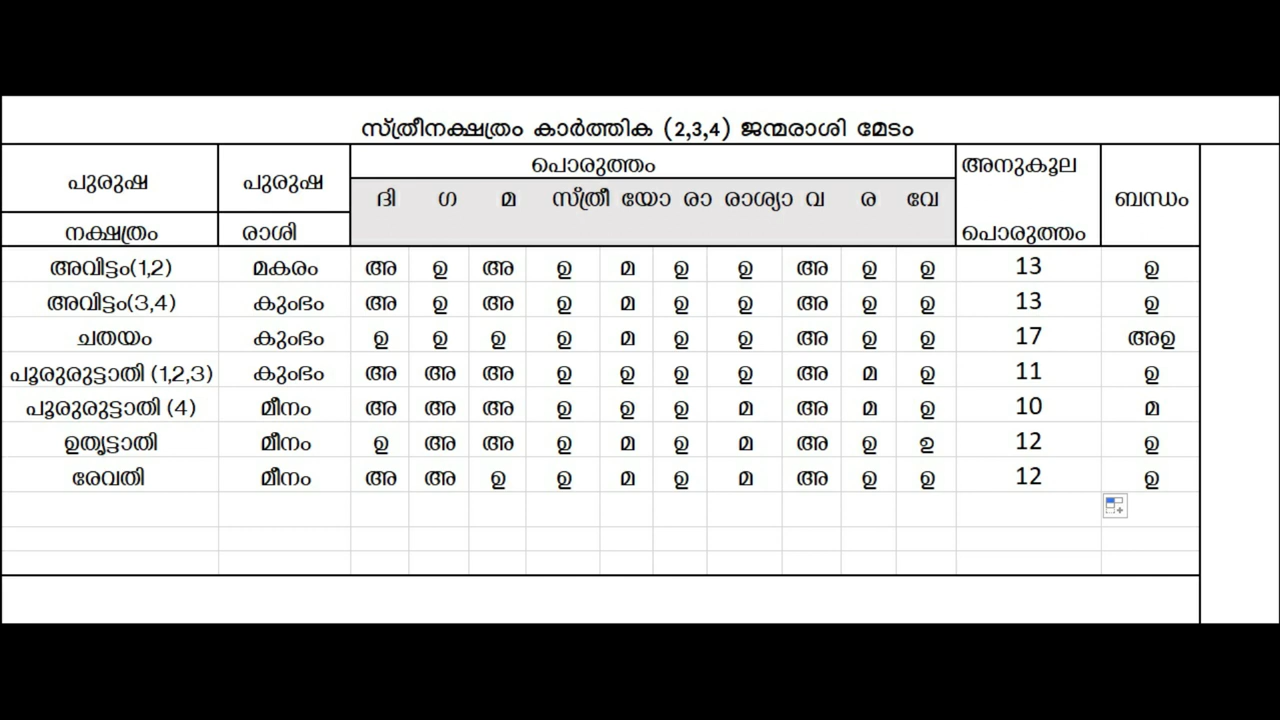 സ്ത്രീനക്ഷത്രം കാർത്തിക (2,3,4) ജന്മരാശി മേടം
പുരുഷ പുരുഷ പൊരുത്തം അനുകൂല ബന്ധം
ദി ഗ മ സ്ത്രീ യോ രാ രാശ്യാ വ ര വേ
നക്ഷത്രം രാശി പൊരുത്തം
അവിട്ടം(1,2) മകരം അ ഉ അ ഉ മ ഉ ഉ അ ഉ ഉ 13 ഉ
അവിട്ടം(3,4) കുംഭം അ ഉ അ ഉ മ ഉ ഉ അ ഉ ഉ 13 ഉ
ചതയം കുംഭം ഉ ഉ ഉ ഉ മ ഉ ഉ അ ഉ ഉ 17 അഉ
പൂരുരുട്ടാതി (1,2,3) കുംഭം അ അ അ ഉ ഉ ഉ ഉ അ മ ഉ 11 ഉ
പൂരുരുട്ടാതി (4) മീനം അ അ അ ഉ ഉ ഉ മ അ മ ഉ 10 മ
ഉതൃട്ടാതി മീനം ഉ അ അ ഉ മ ഉ മ അ ഉ ഉ 12 ഉ
രേവതി മീനം അ അ ഉ ഉ മ ഉ മ അ ഉ ഉ 12 ഉ